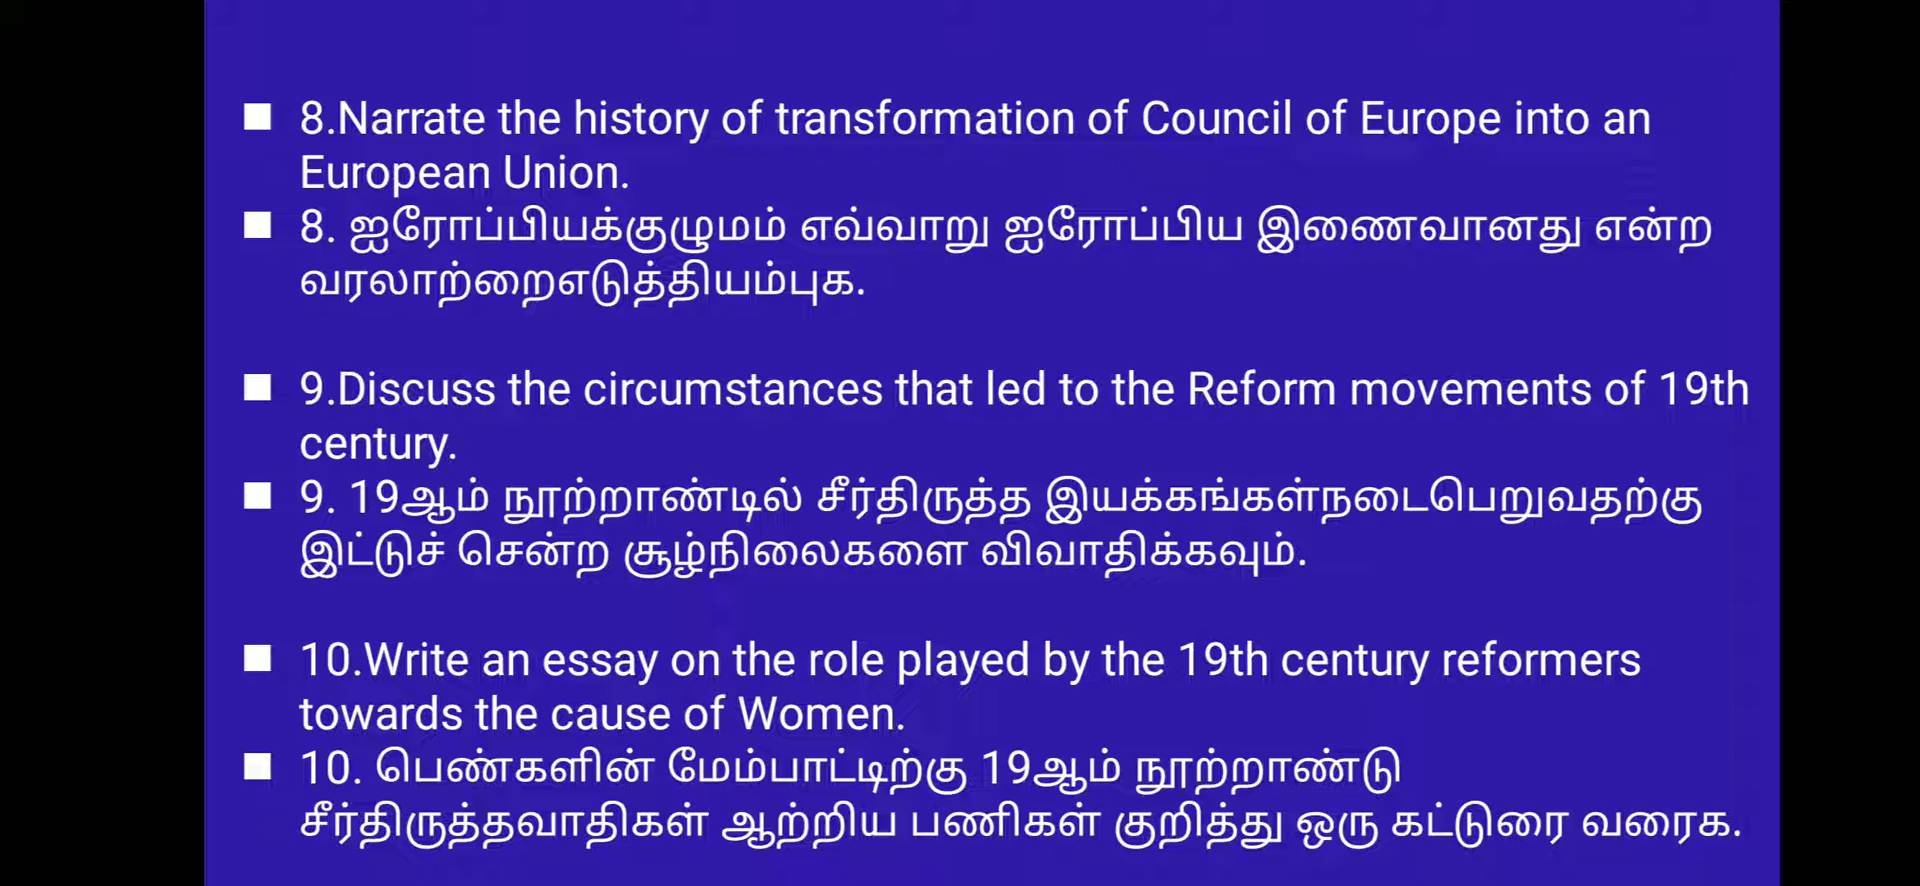 ■ 8.Narrate the history of transformation of Council of Europe into an
European Union.
■ 8. ஐரோப்பியக்குழுமம் எவ்வாறு ஐரோப்பிய இணைவானது என்ற
வரலாற்றைஎடுத்தியம்புக.
■ 9.Discuss the circumstances that led to the Reform movements of 19th
century.
■ 9. 19ஆம் நூற்றாண்டில் சீர்திருத்த இயக்கங்கள்நடைபெறுவதற்கு
இட்டுச் சென்ற சூழ்நிலைகளை விவாதிக்கவும்.
■ 10.Write an essay on the role played by the 19th century reformers
towards the cause of Women.
■ 10. பெண்களின் மேம்பாட்டிற்கு 19ஆம் நூற்றாண்டு
சீர்திருத்தவாதிகள் ஆற்றிய பணிகள் குறித்து ஒரு கட்டுரை வரைக.